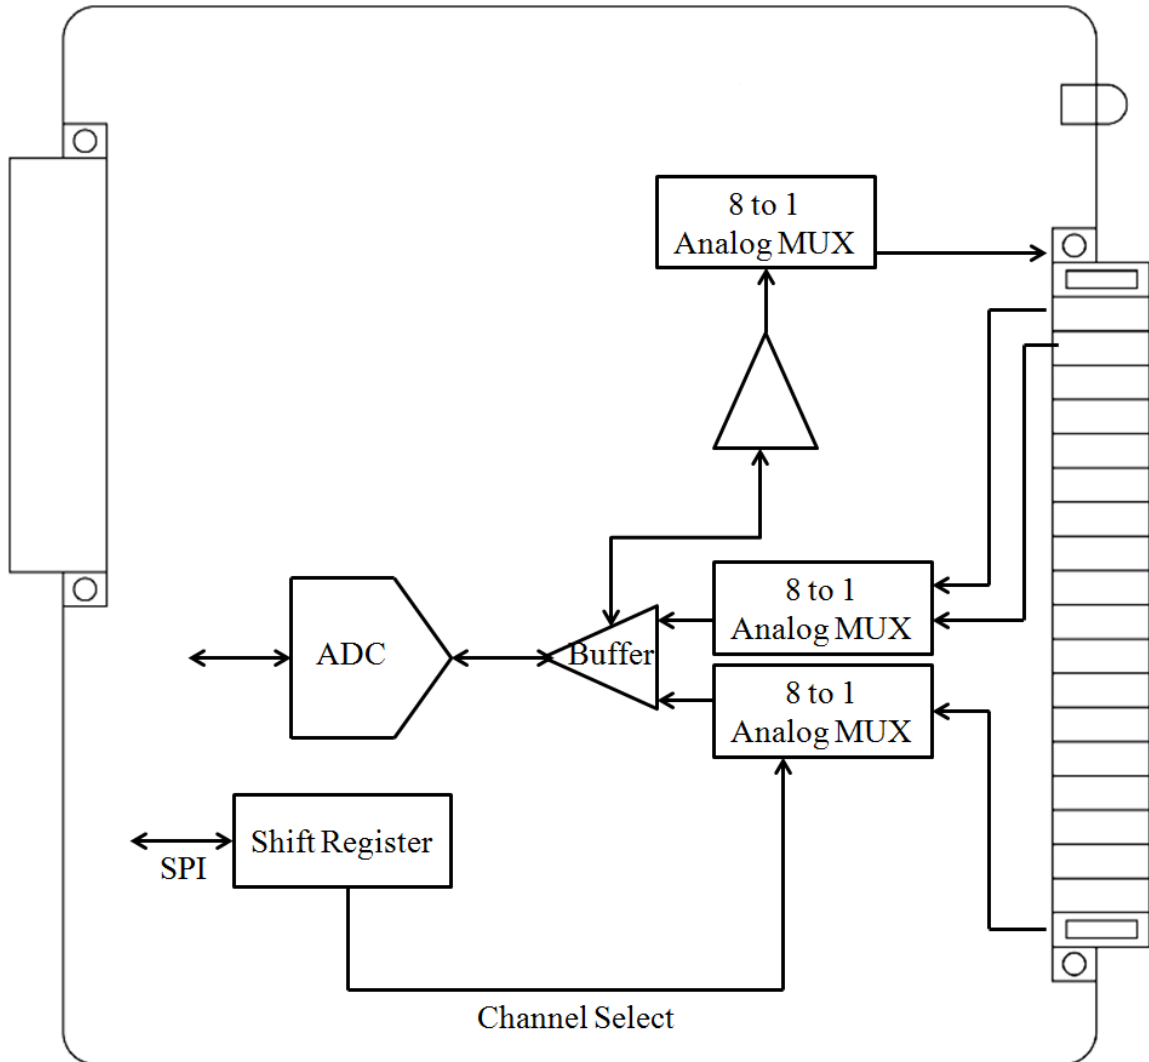 8 to 1
Analog MUX
8 to 1
Analog MUX
ADC
Buffer
8 to 1
Analog MUX
Shift Register
SPI
Channel Select